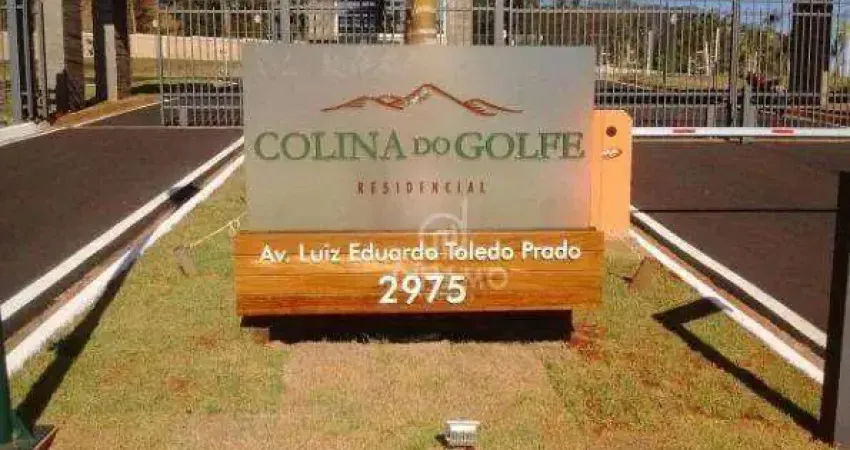 COLINA DO GOLFE
RESIDENCIAL
Av. Luiz Eduardo Toledo Prado
2975